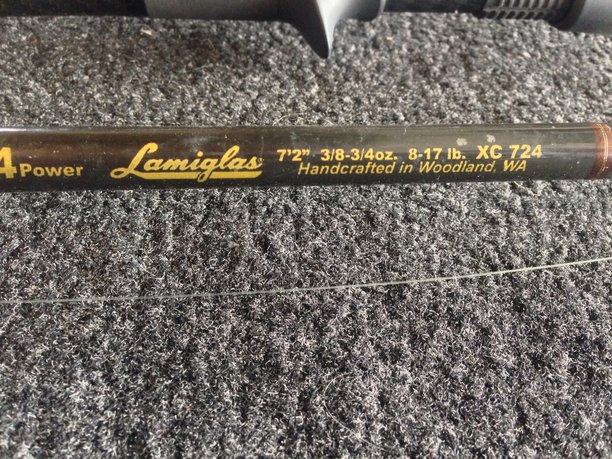 4 Power Lamiglas 7'2" 3/8-3/4oz. 8-17 lb. XC 724
Handcrafted in Woodland, WA